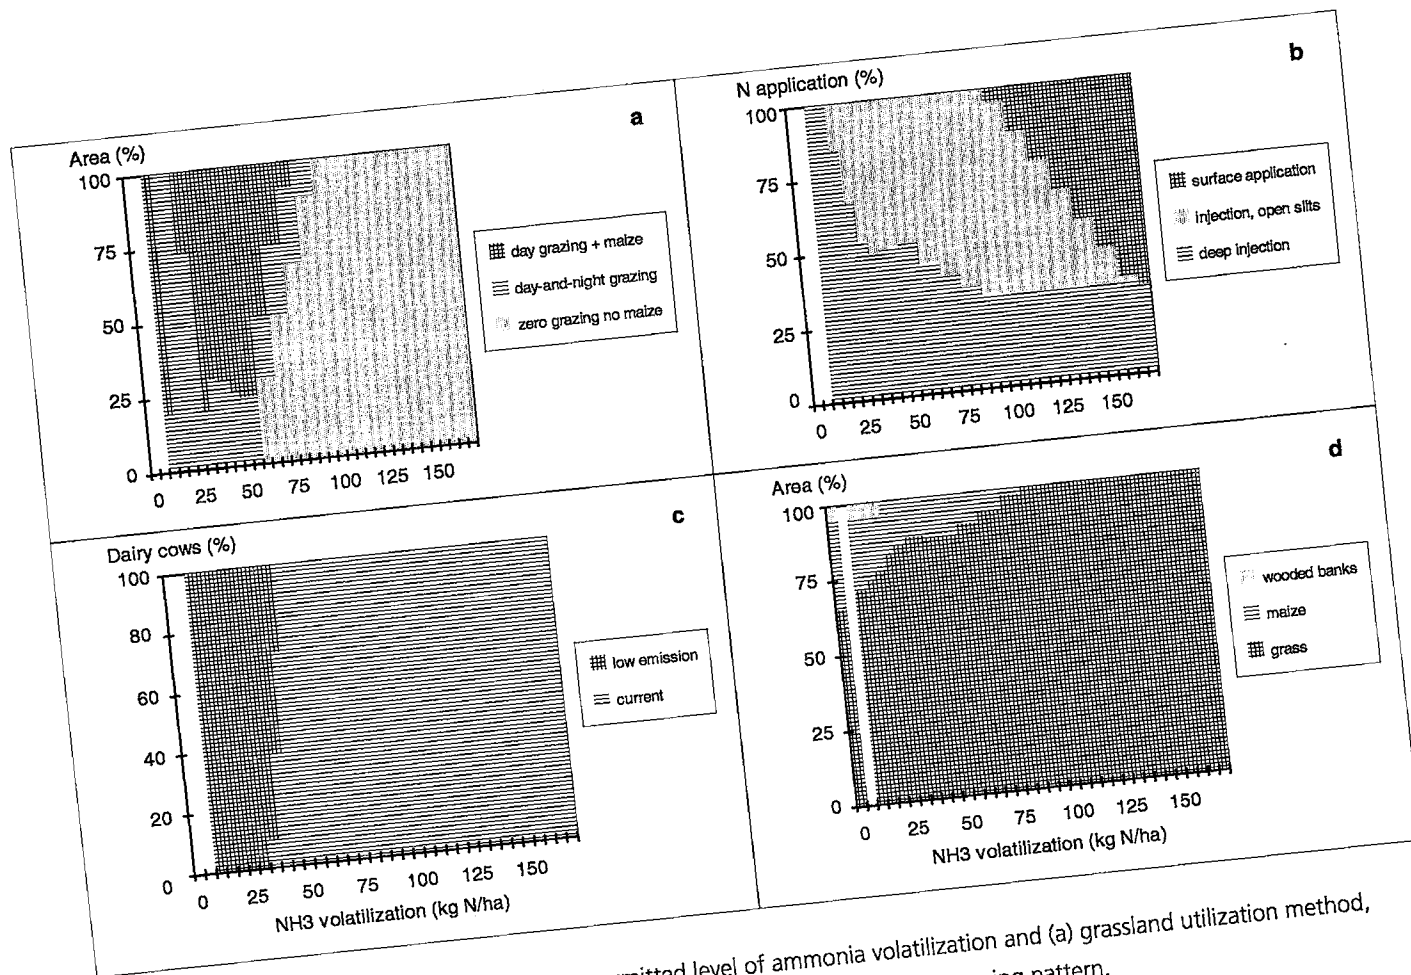 a
Area (%)
100
75
50
25
0
0 25 50 75 100 125 150
day grazing + maize
day-and-night grazing
zero grazing no maize
b
N application (%)
100
75
50
25
0
0 25 50 75 100 125 150
surface application
injection, open slits
deep injection
c
Dairy cows (%)
100
80
60
40
20
0
0 25 50 75 100 125 150
NH3 volatilization (kg N/ha)
low emission
current
d
Area (%)
100
75
50
25
0
0 25 50 75 100 125 150
NH3 volatilization (kg N/ha)
wooded banks
maize
grass
level of ammonia volatilization and (a) grassland utilization method,
pattern.